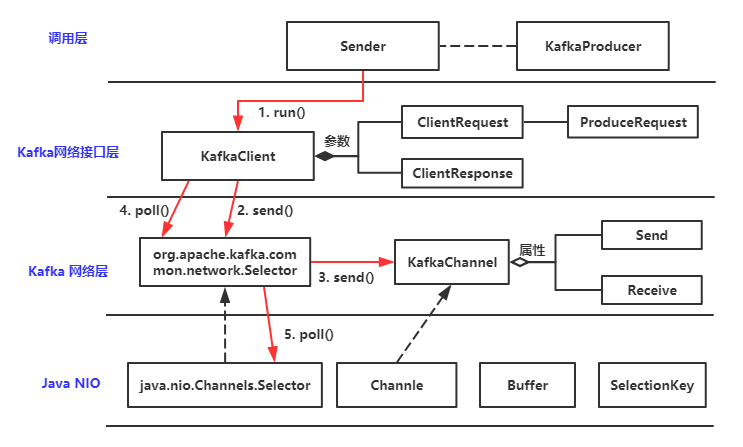 调用层
Sender
KafkaProducer
1. run()
Kafka网络接口层
KafkaClient
参数
ClientRequest
ProduceRequest
ClientResponse
4. poll()
2. send()
Kafka 网络层
org.apache.kafka.com
mon.network.Selector
3. send()
KafkaChannel
属性
Send
Receive
5. poll()
Java NIO
java.nio.Channels.Selector
Channle
Buffer
SelectionKey